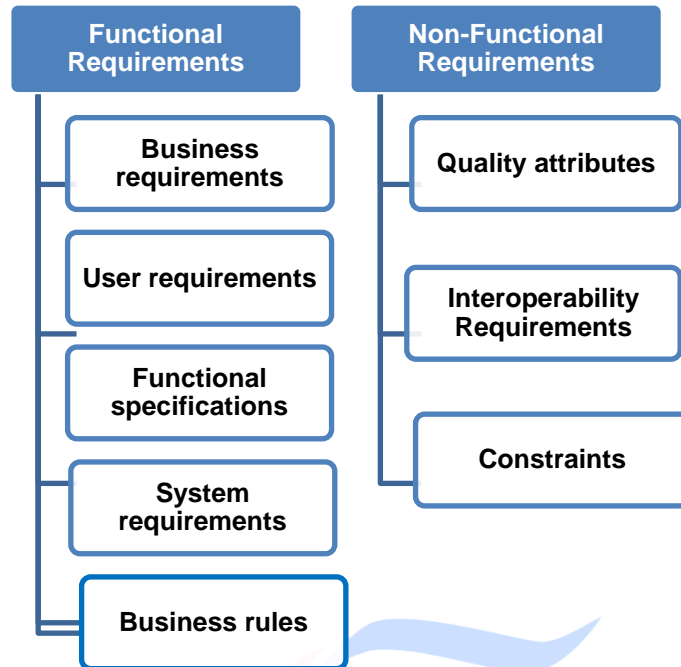 Functional
Requirements
Business
requirements
User requirements
Functional
specifications
System
requirements
Business rules
Non-Functional
Requirements
Quality attributes
Interoperability
Requirements
Constraints